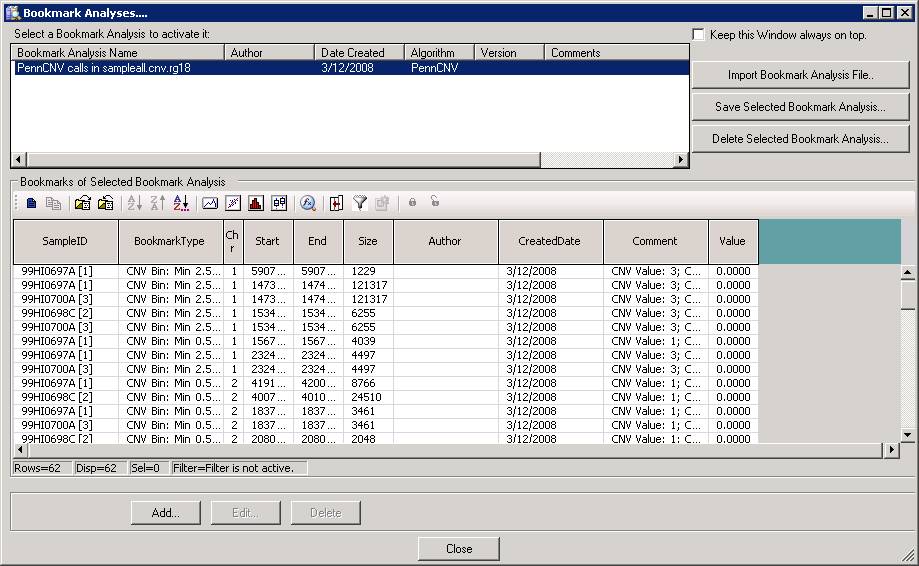 Bookmark Analyses....
Select a Bookmark Analysis to activate it:
Keep this Window always on top.
Bookmark Analysis Name Author Date Created Algorithm Version Comments
PennCNV calls in sampleall.cnv.rg18 3/12/2008 PennCNV
Import Bookmark Analysis File..
Save Selected Bookmark Analysis...
Delete Selected Bookmark Analysis...
Bookmarks of Selected Bookmark Analysis
SampleID BookmarkType Chr Start End Size Author CreatedDate Comment Value
99HI0697A [1] CNV Bin: Min 2.5... 1 5907... 5907... 1229 3/12/2008 CNV Value: 3; C... 0.0000
99HI0697A [1] CNV Bin: Min 2.5... 1 1473... 1474... 121317 3/12/2008 CNV Value: 3; C... 0.0000
99HI0700A [3] CNV Bin: Min 2.5... 1 1473... 1474... 121317 3/12/2008 CNV Value: 3; C... 0.0000
99HI0698C [2] CNV Bin: Min 2.5... 1 1534... 1534... 6255 3/12/2008 CNV Value: 3; C... 0.0000
99HI0700A [3] CNV Bin: Min 2.5... 1 1534... 1534... 6255 3/12/2008 CNV Value: 3; C... 0.0000
99HI0697A [1] CNV Bin: Min 0.5... 1 1567... 1567... 4039 3/12/2008 CNV Value: 1; C... 0.0000
99HI0697A [1] CNV Bin: Min 2.5... 1 2324... 2324... 4497 3/12/2008 CNV Value: 3; C... 0.0000
99HI0700A [3] CNV Bin: Min 2.5... 1 2324... 2324... 4497 3/12/2008 CNV Value: 3; C... 0.0000
99HI0697A [1] CNV Bin: Min 0.5... 2 4191... 4200... 8766 3/12/2008 CNV Value: 1; C... 0.0000
99HI0698C [2] CNV Bin: Min 0.5... 2 4007... 4010... 24510 3/12/2008 CNV Value: 1; C... 0.0000
99HI0697A [1] CNV Bin: Min 0.5... 2 1837... 1837... 3461 3/12/2008 CNV Value: 1; C... 0.0000
99HI0700A [3] CNV Bin: Min 0.5... 2 1837... 1837... 3461 3/12/2008 CNV Value: 1; C... 0.0000
99HI0698C [2] CNV Bin: Min 0.5... 2 2080... 2080... 2048 3/12/2008 CNV Value: 1; C... 0.0000
Rows=62 Disp=62 Sel=0 Filter=Filter is not active.
Add... Edit... Delete
Close